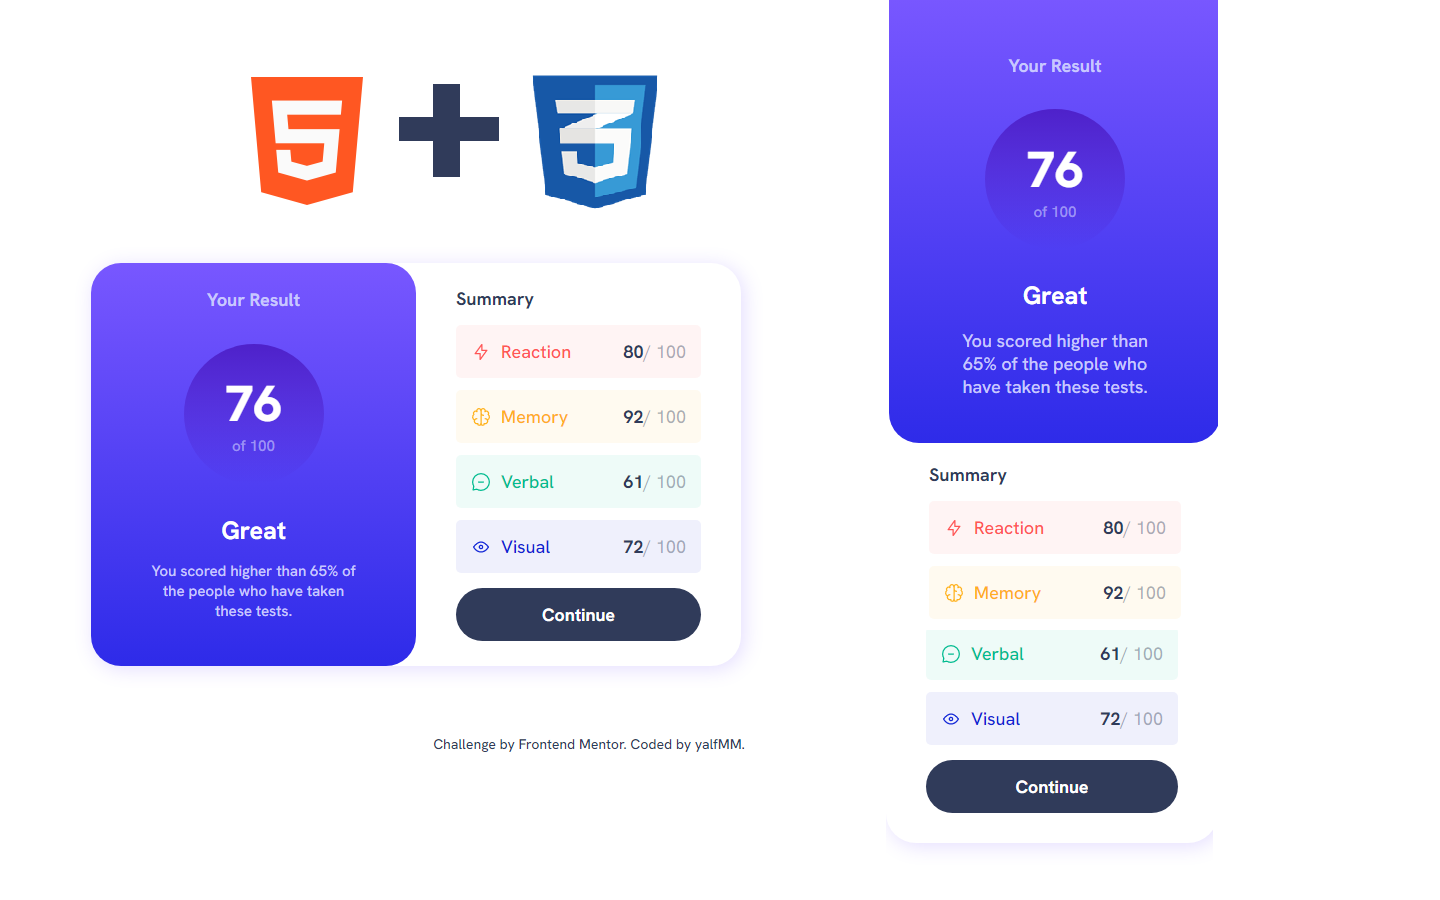 Your Result
76
of 100
Great
You scored higher than 65% of
the people who have taken
these tests.
Summary
Reaction 80/ 100
Memory 92/ 100
Verbal 61/ 100
Visual 72/ 100
Continue
Challenge by Frontend Mentor. Coded by yalfMM.
Your Result
76
of 100
Great
You scored higher than
65% of the people who
have taken these tests.
Summary
Reaction 80/ 100
Memory 92/ 100
Verbal 61/ 100
Visual 72/ 100
Continue